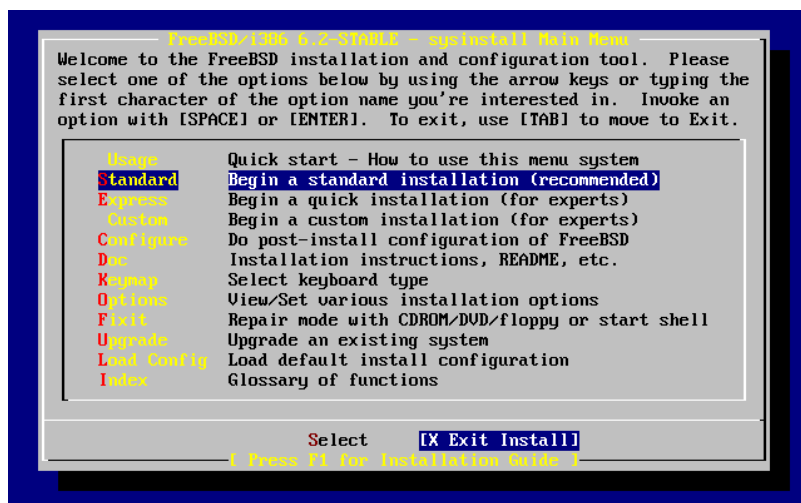 FreeBSD/i386 6.2-STABLE - sysinstall Main Menu
Welcome to the FreeBSD installation and configuration tool. Please
select one of the options below by using the arrow keys or typing the
first character of the option name you're interested in. Invoke an
option with [SPACE] or [ENTER]. To exit, use [TAB] to move to Exit.
Usage Quick start - How to use this menu system
Standard Begin a standard installation (recommended)
Express Begin a quick installation (for experts)
Custom Begin a custom installation (for experts)
Configure Do post-install configuration of FreeBSD
Doc Installation instructions, README, etc.
Keymap Select keyboard type
Options View/Set various installation options
Fixit Repair mode with CDROM/DVD/floppy or start shell
Upgrade Upgrade an existing system
Load Config Load default install configuration
Index Glossary of functions
Select [X Exit Install]
[ Press F1 for Installation Guide ]